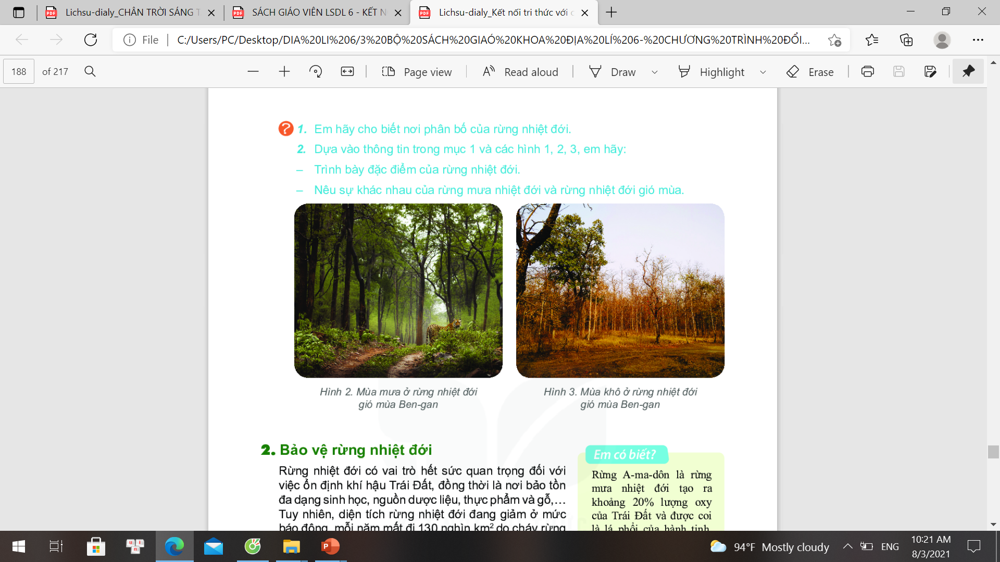 Lichsu-dialy_CHÂN TRỜI SÁNG T
SÁCH GIÁO VIÊN LSDL 6 - KẾT N
Lichsu-dialy_Kết nối tri thức với c
File
C:/Users/PC/Desktop/DIA%20LI%206/3%20BỘ%20SÁCH%20GIAÓ%20KHOA%20ĐỊA%20LÍ%206-%20CHƯƠNG%20TRÌNH%20ĐỔI...
188 of 217
Page view
Read aloud
Draw
Highlight
Erase
? 1. Em hãy cho biết nơi phân bố của rừng nhiệt đới.
2. Dựa vào thông tin trong mục 1 và các hình 1, 2, 3, em hãy:
– Trình bày đặc điểm của rừng nhiệt đới.
– Nêu sự khác nhau của rừng mưa nhiệt đới và rừng nhiệt đới gió mùa.
Hình 2. Mùa mưa ở rừng nhiệt đới
gió mùa Ben-gan
Hình 3. Mùa khô ở rừng nhiệt đới
gió mùa Ben-gan
2. Bảo vệ rừng nhiệt đới
Rừng nhiệt đới có vai trò hết sức quan trọng đối với
việc ổn định khí hậu Trái Đất, đồng thời là nơi bảo tồn
đa dạng sinh học, nguồn dược liệu, thực phẩm và gỗ,...
Tuy nhiên, diện tích rừng nhiệt đới đang giảm ở mức
báo động, mỗi năm mất đi 130 nghìn km² do cháy rừng
Em có biết?
Rừng A-ma-dôn là rừng
mưa nhiệt đới tạo ra
khoảng 20% lượng oxy
của Trái Đất và được coi
là lá phổi của hành tinh.
94°F Mostly cloudy
ENG
10:21 AM
8/3/2021